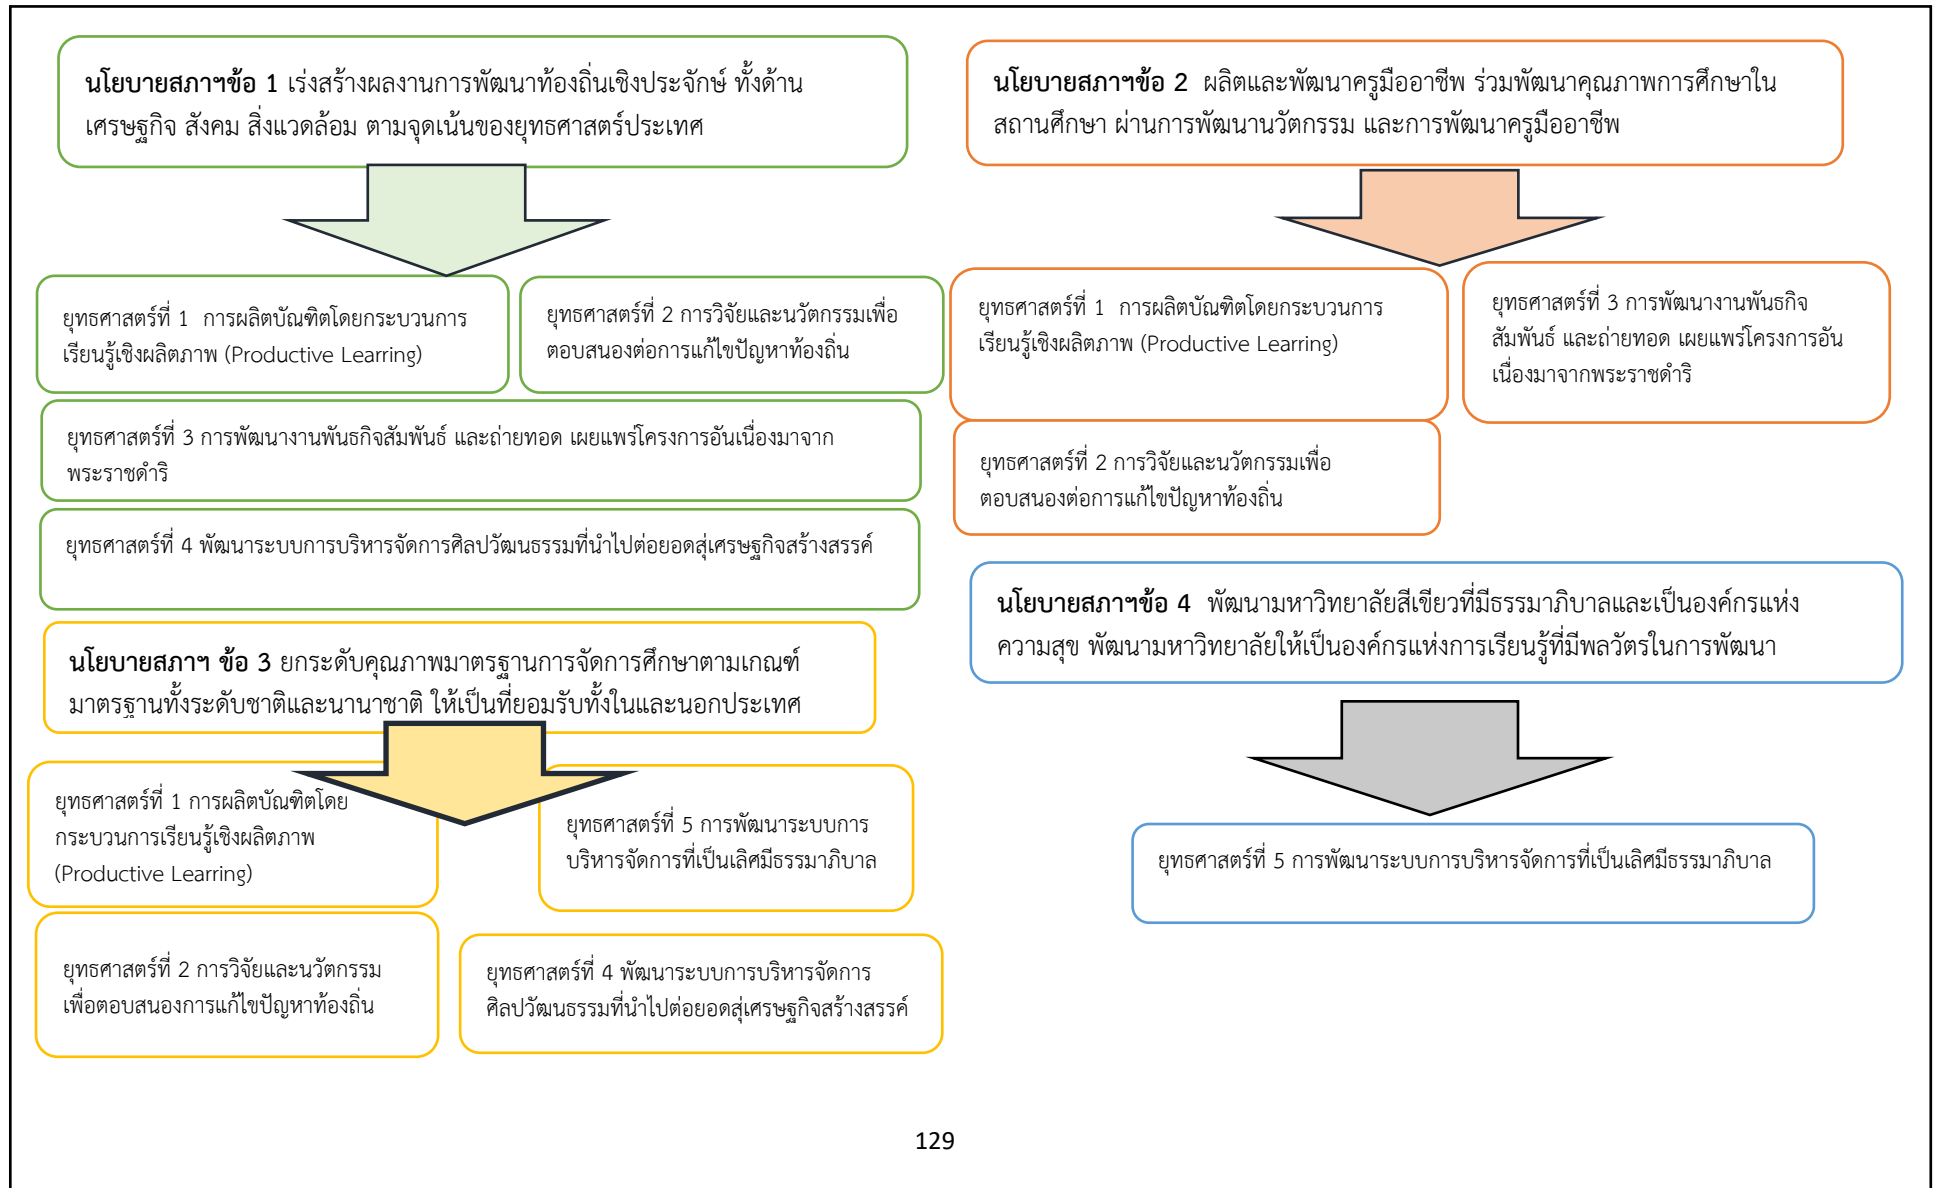 นโยบายสภาฯข้อ 1 เร่งสร้างผลงานการพัฒนาท้องถิ่นเชิงประจักษ์ ทั้งด้าน
เศรษฐกิจ สังคม สิ่งแวดล้อม ตามจุดเน้นของยุทธศาสตร์ประเทศ
ยุทธศาสตร์ที่ 1 การผลิตบัณฑิตโดยกระบวนการ
เรียนรู้เชิงผลิตภาพ (Productive Learring)
ยุทธศาสตร์ที่ 2 การวิจัยและนวัตกรรมเพื่อ
ตอบสนองต่อการแก้ไขปัญหาท้องถิ่น
ยุทธศาสตร์ที่ 3 การพัฒนางานพันธกิจสัมพันธ์ และถ่ายทอด เผยแพร่โครงการอันเนื่องมาจาก
พระราชดำริ
ยุทธศาสตร์ที่ 4 พัฒนาระบบการบริหารจัดการศิลปวัฒนธรรมที่นำไปต่อยอดสู่เศรษฐกิจสร้างสรรค์
นโยบายสภาฯข้อ 2 ผลิตและพัฒนาครูมืออาชีพ ร่วมพัฒนาคุณภาพการศึกษาใน
สถานศึกษา ผ่านการพัฒนานวัตกรรม และการพัฒนาครูมืออาชีพ
ยุทธศาสตร์ที่ 1 การผลิตบัณฑิตโดยกระบวนการ
เรียนรู้เชิงผลิตภาพ (Productive Learring)
ยุทธศาสตร์ที่ 3 การพัฒนางานพันธกิจ
สัมพันธ์ และถ่ายทอด เผยแพร่โครงการอัน
เนื่องมาจากพระราชดำริ
ยุทธศาสตร์ที่ 2 การวิจัยและนวัตกรรมเพื่อ
ตอบสนองต่อการแก้ไขปัญหาท้องถิ่น
นโยบายสภาฯ ข้อ 3 ยกระดับคุณภาพมาตรฐานการจัดการศึกษาตามเกณฑ์
มาตรฐานทั้งระดับชาติและนานาชาติ ให้เป็นที่ยอมรับทั้งในและนอกประเทศ
ยุทธศาสตร์ที่ 1 การผลิตบัณฑิตโดย
กระบวนการเรียนรู้เชิงผลิตภาพ
(Productive Learring)
ยุทธศาสตร์ที่ 5 การพัฒนาระบบการ
บริหารจัดการที่เป็นเลิศมีธรรมาภิบาล
ยุทธศาสตร์ที่ 2 การวิจัยและนวัตกรรม
เพื่อตอบสนองการแก้ไขปัญหาท้องถิ่น
ยุทธศาสตร์ที่ 4 พัฒนาระบบการบริหารจัดการ
ศิลปวัฒนธรรมที่นำไปต่อยอดสู่เศรษฐกิจสร้างสรรค์
นโยบายสภาฯข้อ 4 พัฒนามหาวิทยาลัยสีเขียวที่มีธรรมาภิบาลและเป็นองค์กรแห่ง
ความสุข พัฒนามหาวิทยาลัยให้เป็นองค์กรแห่งการเรียนรู้ที่มีพลวัตรในการพัฒนา
ยุทธศาสตร์ที่ 5 การพัฒนาระบบการบริหารจัดการที่เป็นเลิศมีธรรมาภิบาล
129